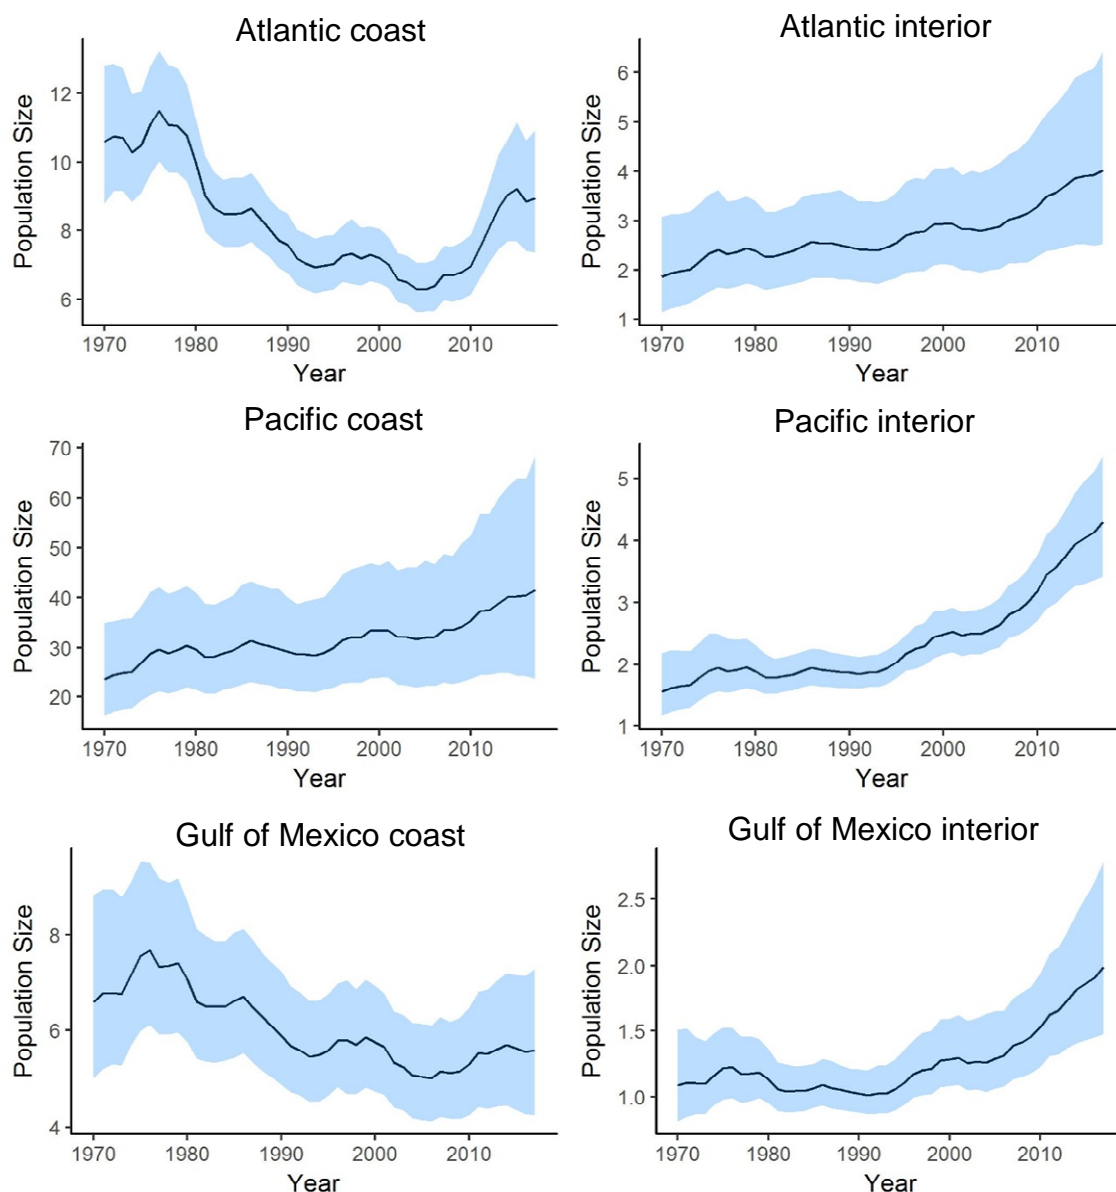 Atlantic coast
Population Size
12
10
8
6
1970 1980 1990 2000 2010
Year
Atlantic interior
Population Size
6
5
4
3
2
1
1970 1980 1990 2000 2010
Year
Pacific coast
Population Size
70
60
50
40
30
20
1970 1980 1990 2000 2010
Year
Pacific interior
Population Size
5
4
3
2
1
1970 1980 1990 2000 2010
Year
Gulf of Mexico coast
Population Size
8
6
4
1970 1980 1990 2000 2010
Year
Gulf of Mexico interior
Population Size
2.5
2.0
1.5
1.0
1970 1980 1990 2000 2010
Year